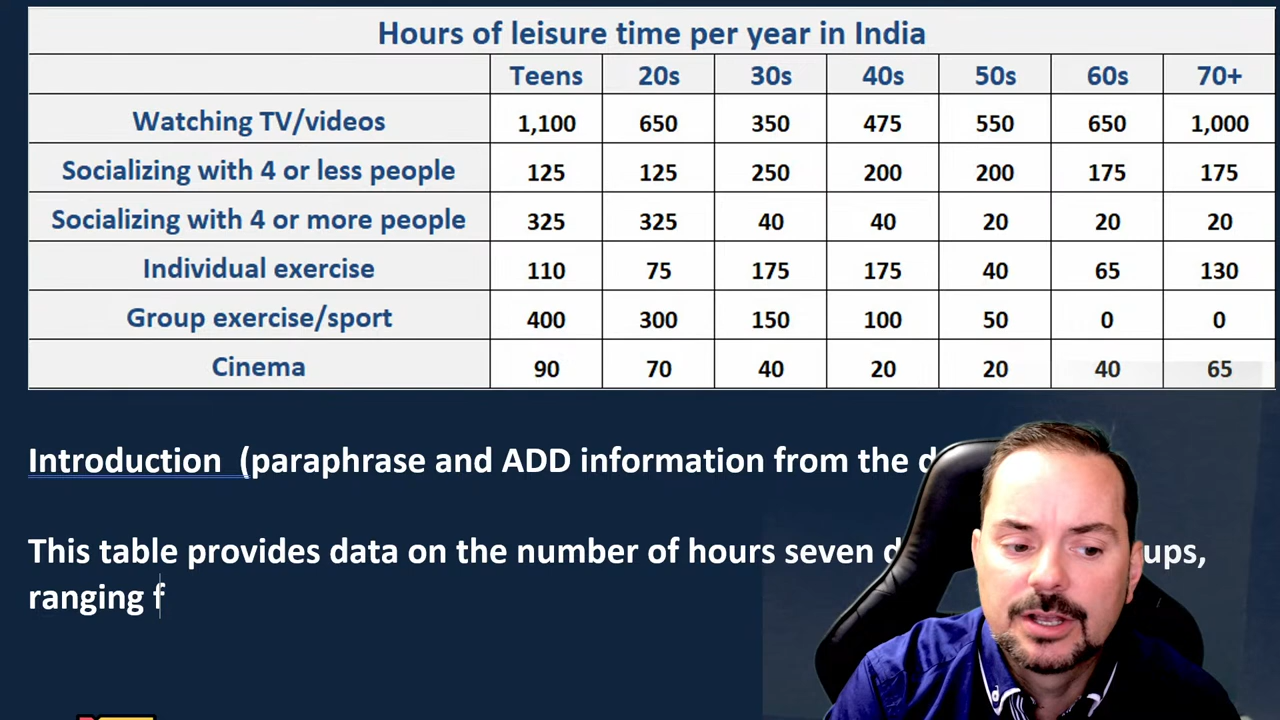 Hours of leisure time per year in India
Teens 20s 30s 40s 50s 60s 70+
Watching TV/videos 1,100 650 350 475 550 650 1,000
Socializing with 4 or less people 125 125 250 200 200 175 175
Socializing with 4 or more people 325 325 40 40 20 20 20
Individual exercise 110 75 175 175 40 65 130
Group exercise/sport 400 300 150 100 50 0 0
Cinema 90 70 40 20 20 40 65
Introduction (paraphrase and ADD information from the
This table provides data on the number of hours seven ups,
ranging f